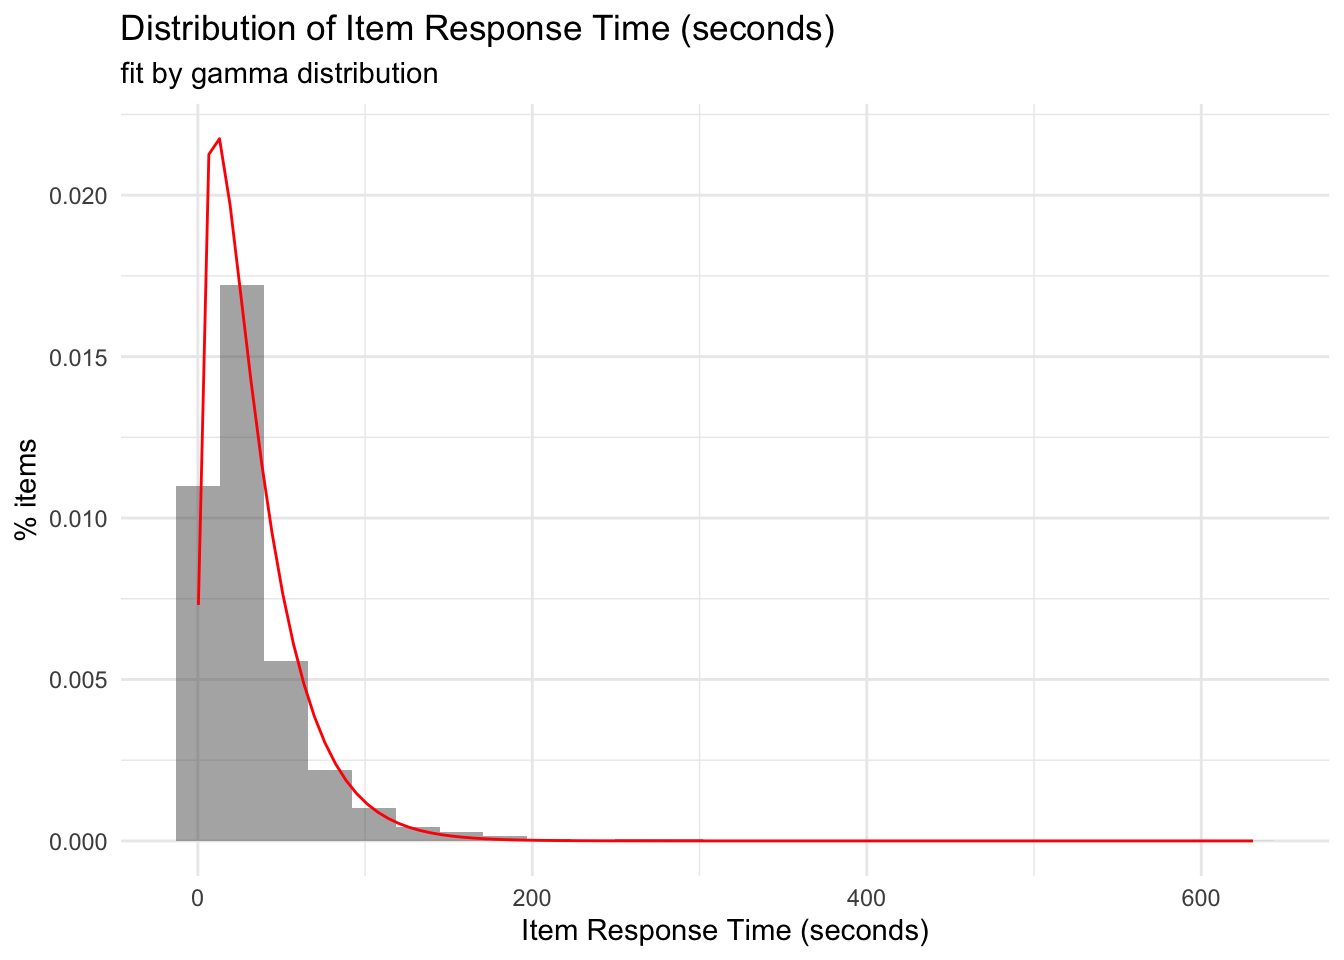 Distribution of Item Response Time (seconds)
fit by gamma distribution
% items
0.020
0.015
0.010
0.005
0.000
0 200 400 600
Item Response Time (seconds)